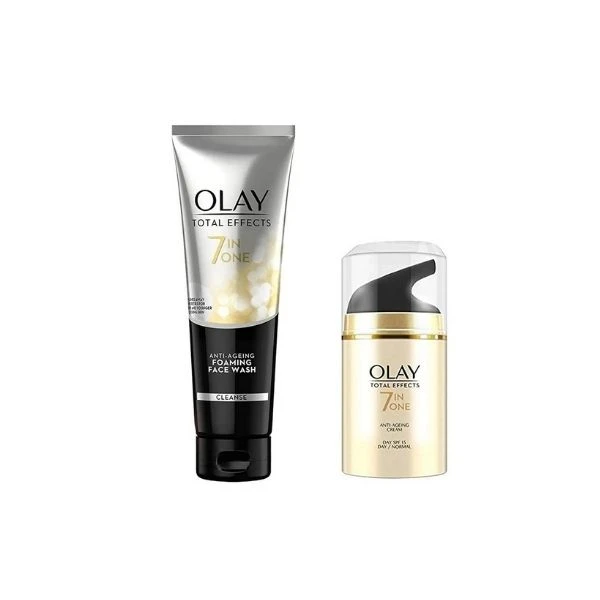 OLAY
TOTAL EFFECTS
7 IN
ONE
ANTI-AGEING
FOAMING
FACE WASH
CLEANSE
OLAY
TOTAL EFFECTS
7 IN
ONE
ANTI-AGEING
CREAM
DAY SPF 15
DAY / NORMAL